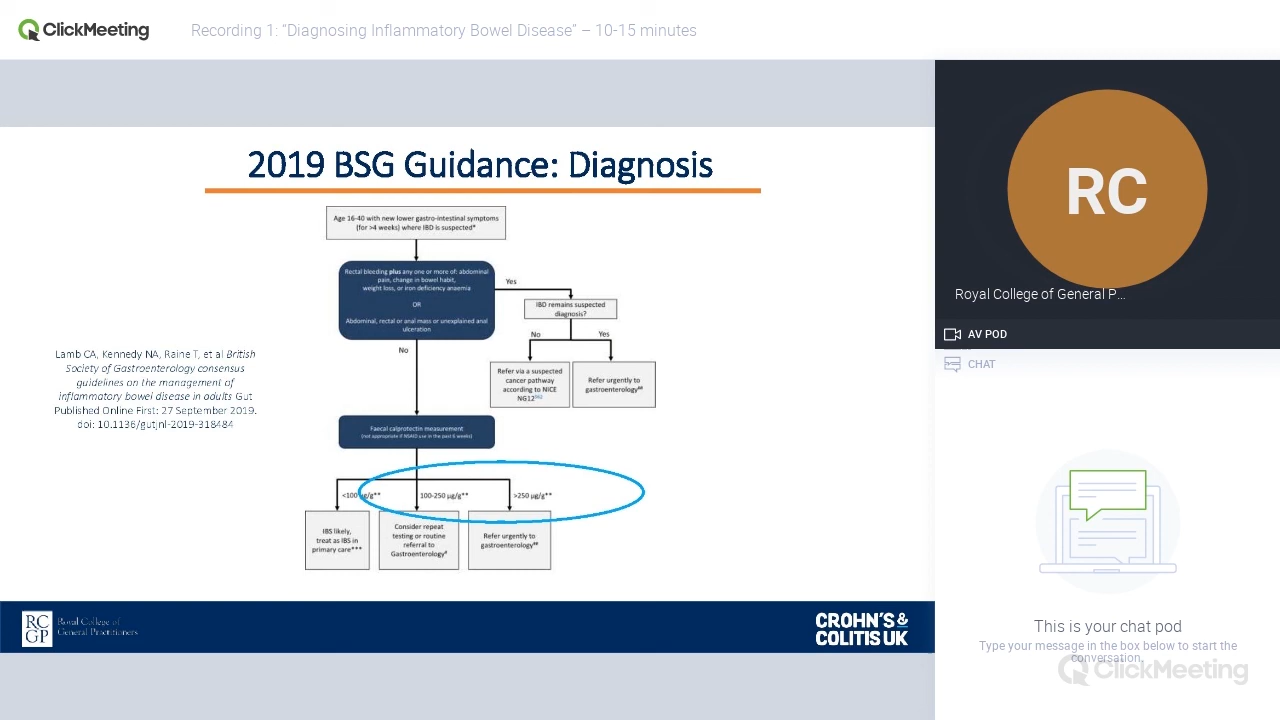 ClickMeeting
Recording 1: “Diagnosing Inflammatory Bowel Disease” – 10-15 minutes
2019 BSG Guidance: Diagnosis
Age 16-40 with new lower gastro-intestinal symptoms
(for >4 weeks) where IBD is suspected*
Rectal bleeding plus any one or more of: abdominal
pain, change in bowel habit,
weight loss, or iron deficiency anaemia
OR
Abdominal, rectal or anal mass or unexplained anal
ulceration
Yes
IBD remains suspected
diagnosis?
No
Yes
No
Refer via a suspected
cancer pathway
according to NICE
NG12
Refer urgently to
gastroenterology##
Lamb CA, Kennedy NA, Raine T, et al British
Society of Gastroenterology consensus
guidelines on the management of
inflammatory bowel disease in adults Gut
Published Online First: 27 September 2019.
doi: 10.1136/gutjnl-2019-318484
Faecal calprotectin measurement
(not appropriate if NSAID use in the past 6 weeks)
<100 µg/g**
100-250 µg/g**
>250 µg/g**
IBS likely,
treat as IBS in
primary care***
Consider repeat
testing or routine
referral to
Gastroenterology#
Refer urgently to
gastroenterology##
RC
GP
Royal College of
General Practitioners
CROHN'S &
COLITIS UK
RC
Royal College of General P...
AV POD
CHAT
This is your chat pod
Type your message in the box below to start the
conversation.
ClickMeeting